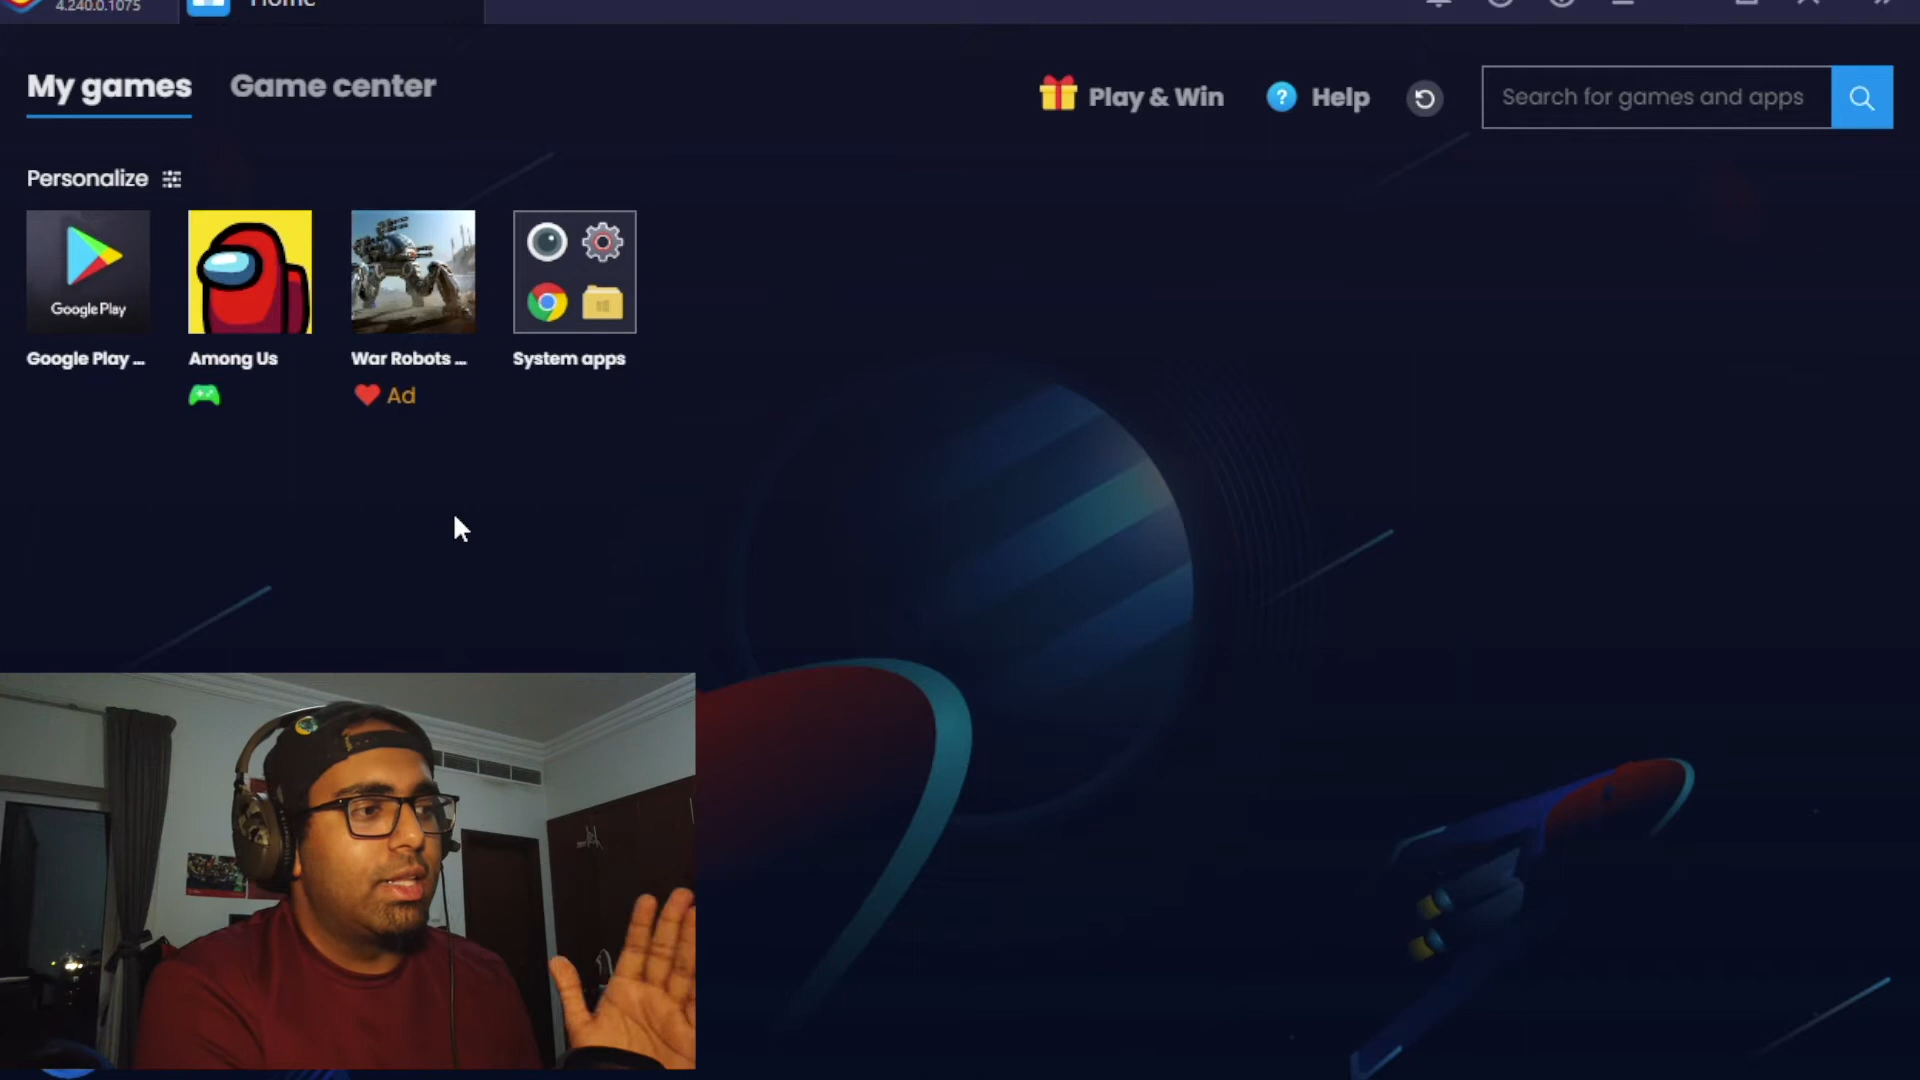 4.240.0.1075
Home
My games
Game center
Play & Win
? Help
Search for games and apps
Personalize
Google Play
Google Play ...
Among Us
War Robots ...
System apps
Ad